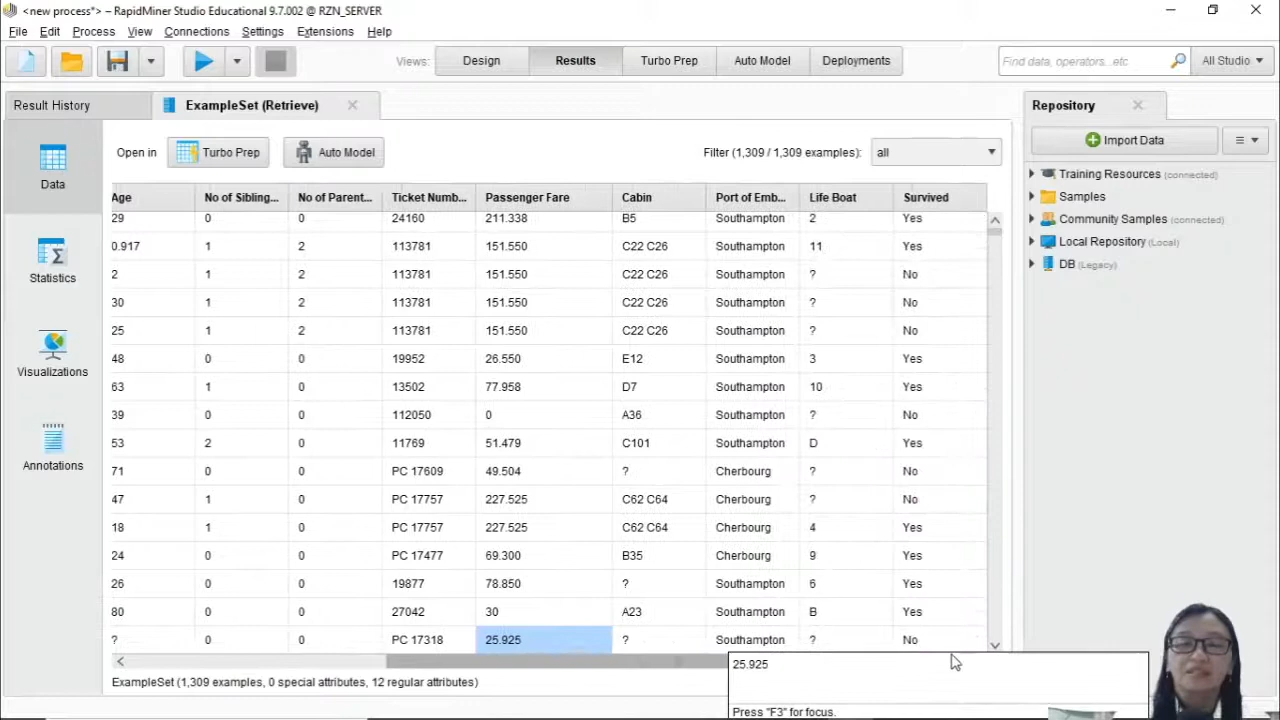 <new process*> – RapidMiner Studio Educational 9.7.002 @ RZN_SERVER
File Edit Process View Connections Settings Extensions Help
Views: Design Results Turbo Prep Auto Model Deployments Find data, operators...etc All Studio
Result History ExampleSet (Retrieve) Repository
Open in Turbo Prep Auto Model Filter (1,309 / 1,309 examples): all Import Data
Data
Statistics
Visualizations
Annotations
Age No of Sibling... No of Parent... Ticket Numb... Passenger Fare Cabin Port of Emb... Life Boat Survived
29 0 0 24160 211.338 B5 Southampton 2 Yes
0.917 1 2 113781 151.550 C22 C26 Southampton 11 Yes
2 1 2 113781 151.550 C22 C26 Southampton ? No
30 1 2 113781 151.550 C22 C26 Southampton ? No
25 1 2 113781 151.550 C22 C26 Southampton ? No
48 0 0 19952 26.550 E12 Southampton 3 Yes
63 1 0 13502 77.958 D7 Southampton 10 Yes
39 0 0 112050 0 A36 Southampton ? No
53 2 0 11769 51.479 C101 Southampton D Yes
71 0 0 PC 17609 49.504 ? Cherbourg ? No
47 1 0 PC 17757 227.525 C62 C64 Cherbourg ? No
18 1 0 PC 17757 227.525 C62 C64 Cherbourg 4 Yes
24 0 0 PC 17477 69.300 B35 Cherbourg 9 Yes
26 0 0 19877 78.850 ? Southampton 6 Yes
80 0 0 27042 30 A23 Southampton B Yes
? 0 0 PC 17318 25.925 ? Southampton ? No
Training Resources (connected)
Samples
Community Samples (connected)
Local Repository (Local)
DB (Legacy)
25.925
Press "F3" for focus.
ExampleSet (1,309 examples, 0 special attributes, 12 regular attributes)